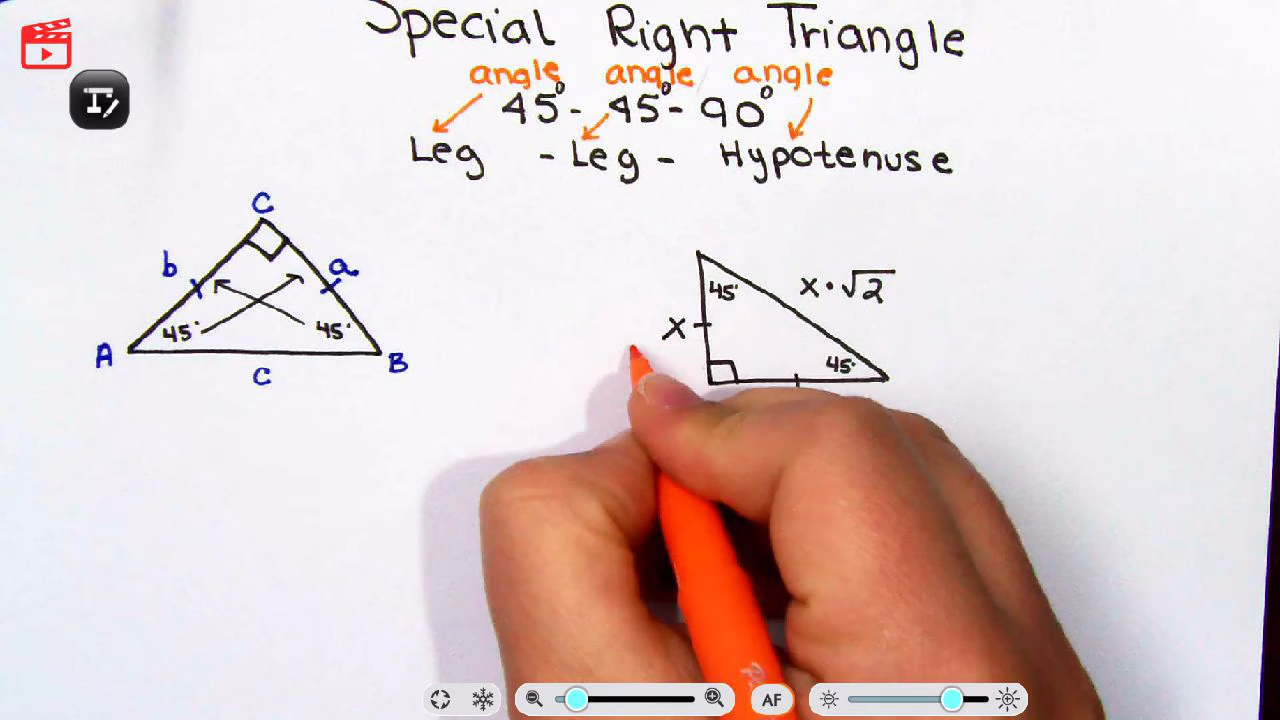 Special Right Triangle
angle angle angle
45° - 45° - 90°
Leg - Leg - Hypotenuse
C
b a
45° 45°
A B
c
45° x·√2
x
45°
AF